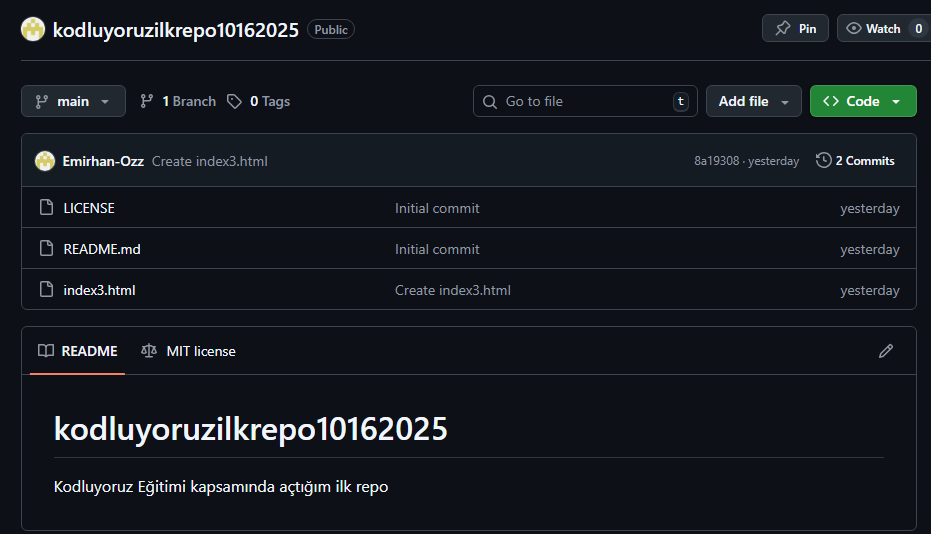 kodluyoruzilkrepo10162025 Public Pin Watch 0
main 1 Branch 0 Tags Go to file t Add file Code
Emirhan-Ozz Create index3.html 8a19308 · yesterday 2 Commits
LICENSE Initial commit yesterday
README.md Initial commit yesterday
index3.html Create index3.html yesterday
README MIT license
kodluyoruzilkrepo10162025
Kodluyoruz Eğitimi kapsamında açtığım ilk repo